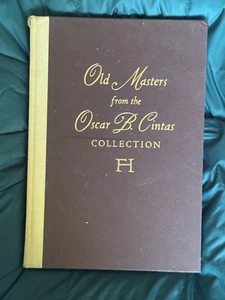 Old Masters
from the
Oscar B. Cintas
COLLECTION